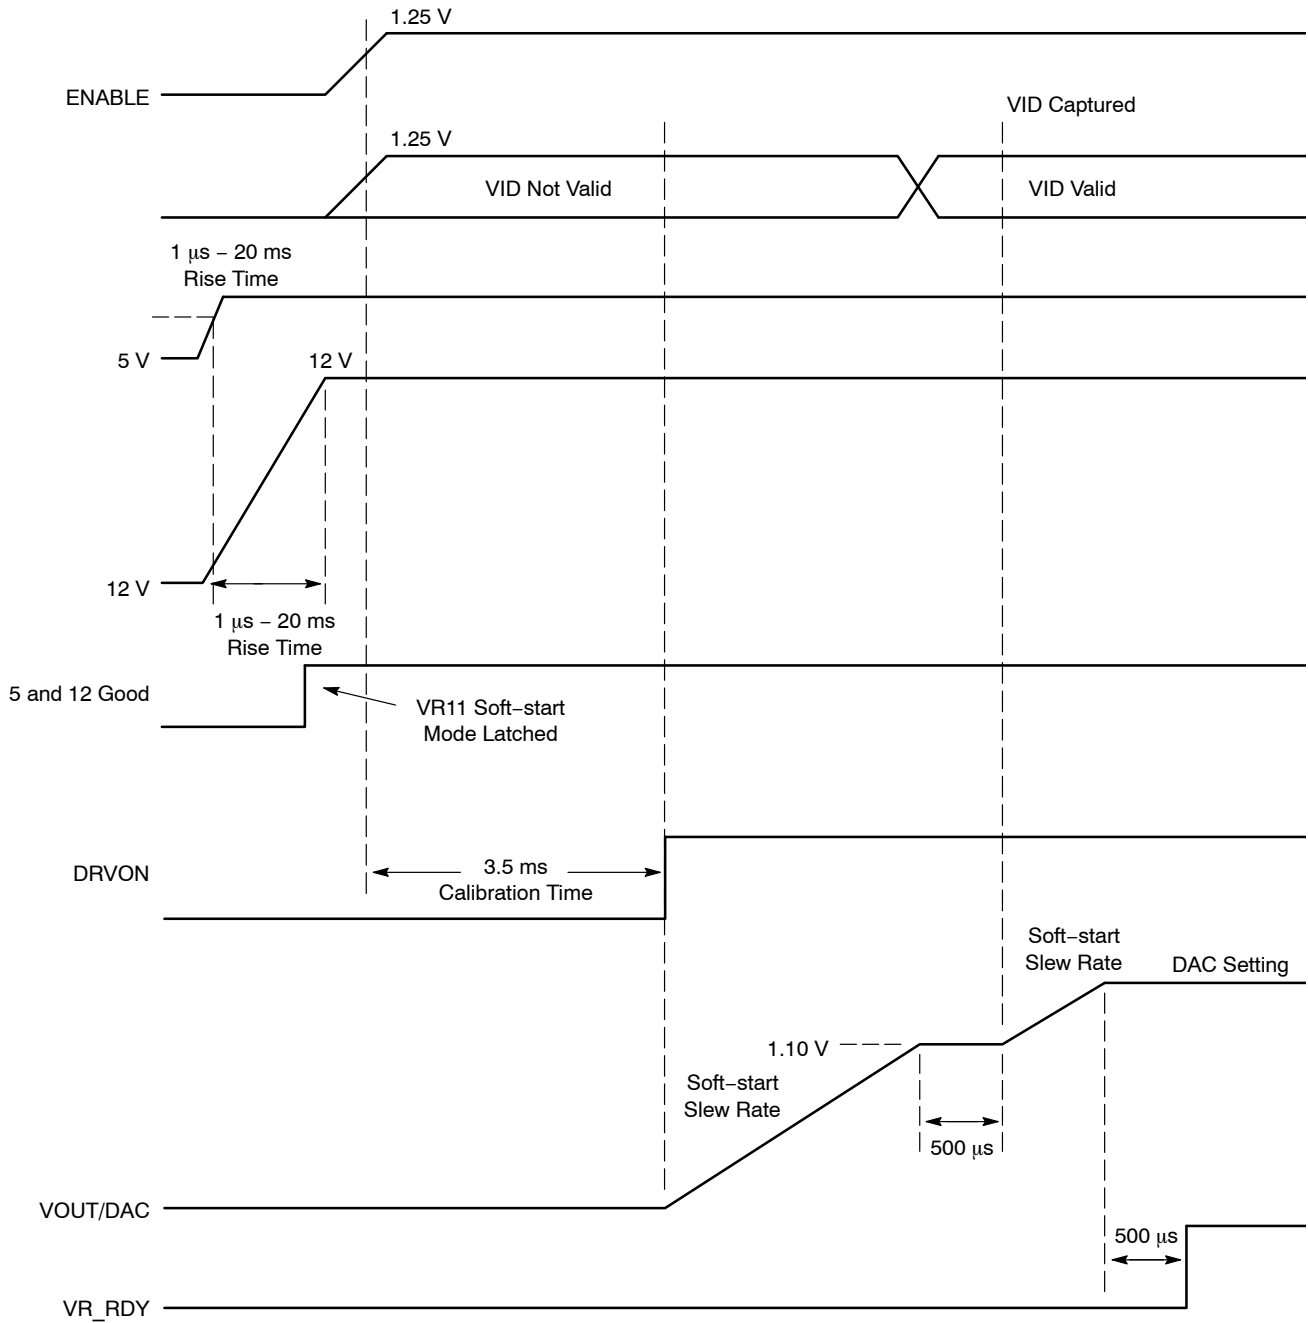 1.25 V
ENABLE
VID Captured
1.25 V
VID Not Valid
VID Valid
1 μs – 20 ms
Rise Time
5 V
12 V
12 V
1 μs – 20 ms
Rise Time
5 and 12 Good
VR11 Soft–start
Mode Latched
DRVON
3.5 ms
Calibration Time
Soft–start
Slew Rate
DAC Setting
1.10 V
Soft–start
Slew Rate
500 μs
VOUT/DAC
500 μs
VR_RDY